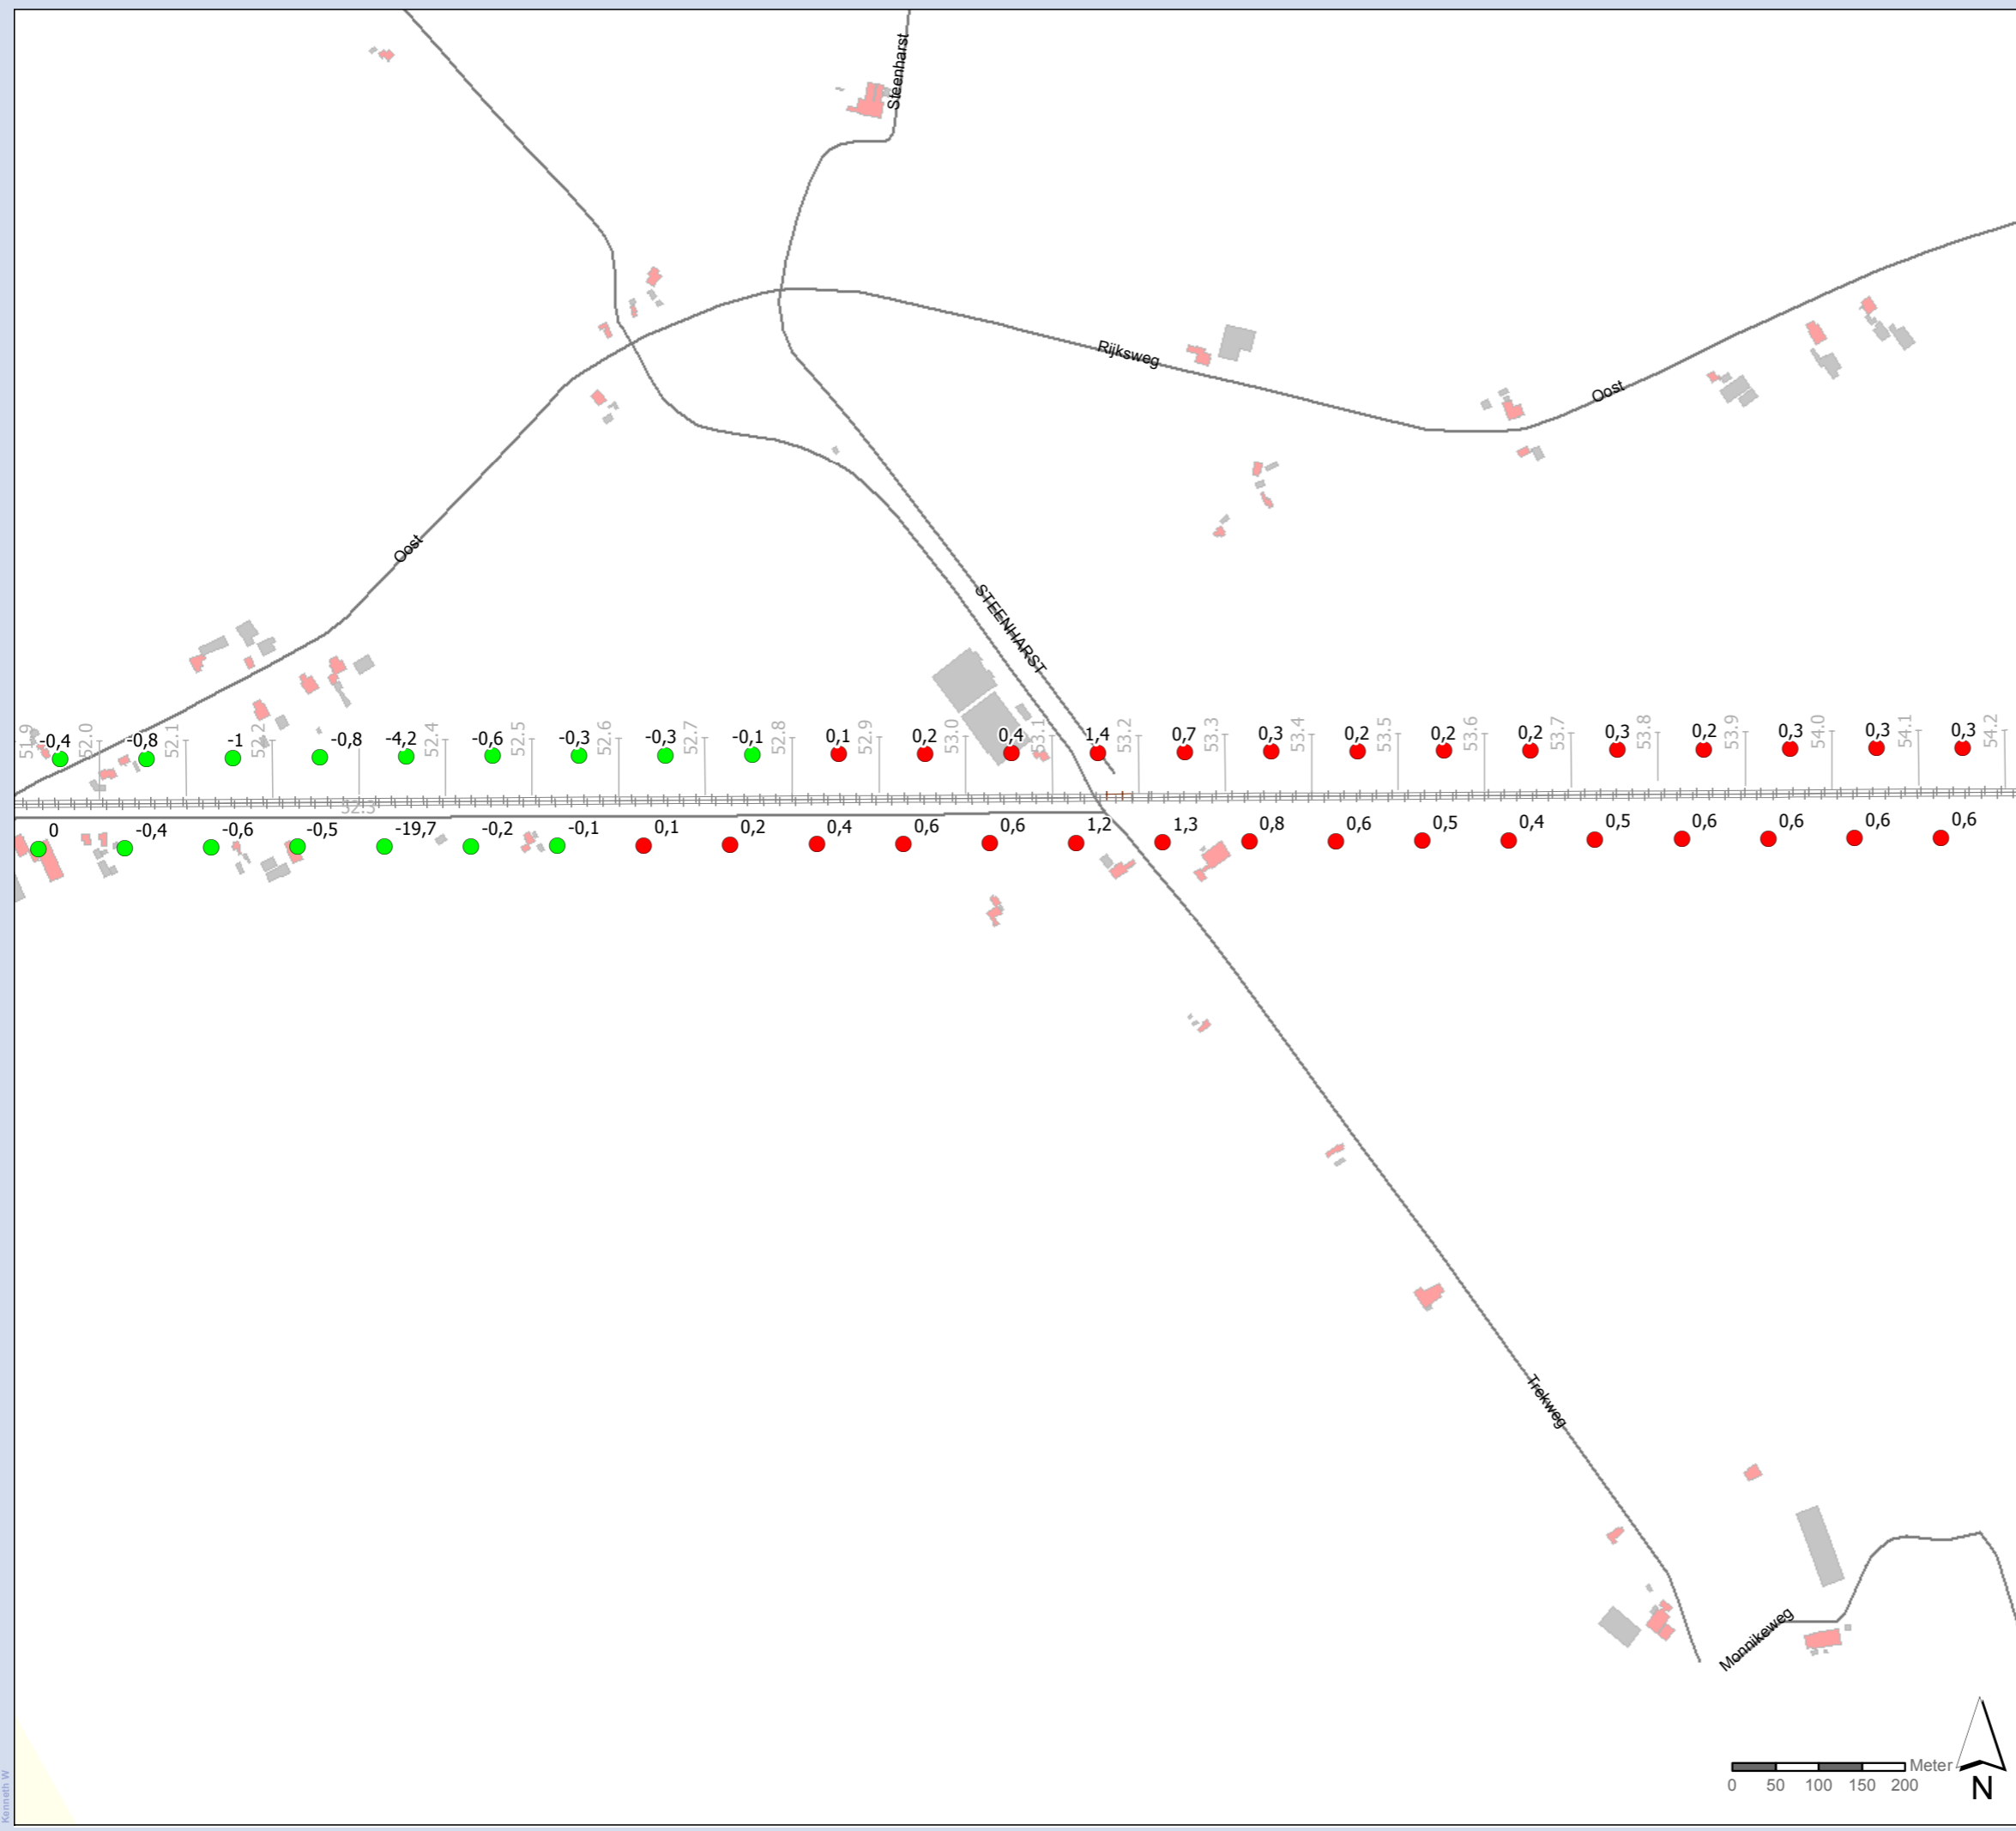 Steenharst
Rijksweg
Oost
Oost
STEENHARST
51.9 52.0 52.1 52.2 52.4 52.5 52.6 52.7 52.8 52.9 53.0 53.1 53.2 53.3 53.4 53.5 53.6 53.7 53.8 53.9 54.0 54.1 54.2
-0,4 -0,8 -1 -0,8 -4,2 -0,6 -0,3 -0,3 -0,1 0,1 0,2 0,4 1,4 0,7 0,3 0,2 0,2 0,2 0,3 0,2 0,3 0,3 0,3
52.3
0 -0,4 -0,6 -0,5 -19,7 -0,2 -0,1 0,1 0,2 0,4 0,6 0,6 1,2 1,3 0,8 0,6 0,5 0,4 0,5 0,6 0,6 0,6 0,6
Trekweg
Monnikeweg
Meter
0 50 100 150 200
N
Kenneth W